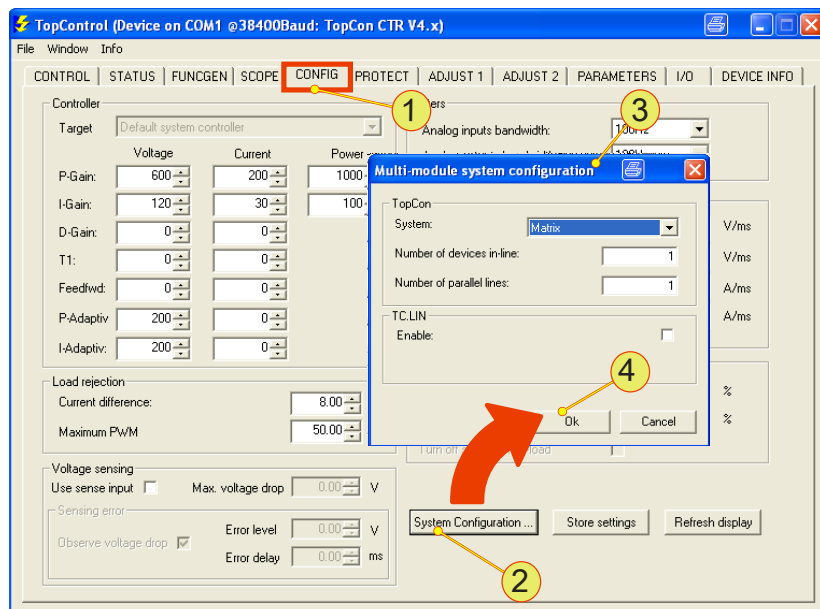 TopControl (Device on COM1 @38400Baud: TopCon CTR V4.x)
File Window Info
CONTROL STATUS FUNCGEN SCOPE CONFIG PROTECT ADJUST 1 ADJUST 2 PARAMETERS I/O DEVICE INFO
1
3
Controller
Target Default system controller
Voltage Current Power
P-Gain: 600 200 1000
I-Gain: 120 30 100
D-Gain: 0 0
T1: 0 0
Feedfwd: 0 0
P-Adaptiv 200 0
I-Adaptiv: 200 0
Analog inputs bandwidth: 100Hz
Multi-module system configuration
TopCon
System: Matrix
Number of devices in-line: 1
Number of parallel lines: 1
TC.LIN
Enable:
4
Ok Cancel
V/ms
V/ms
A/ms
A/ms
%
%
Load rejection
Current difference: 8.00
Maximum PWM 50.00
Turn off load
Voltage sensing
Use sense input Max. voltage drop 0.00 V
Sensing error
Observe voltage drop
Error level 0.00 V
Error delay 0.00 ms
System Configuration ... Store settings Refresh display
2